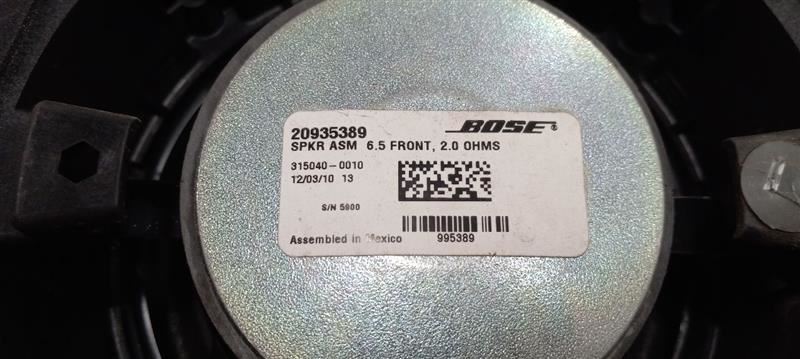 20935389
BOSE®
SPKR ASM 6.5 FRONT, 2.0 OHMS
315040-0010
12/03/10 13
S/N 5900
Assembled in Mexico
995389